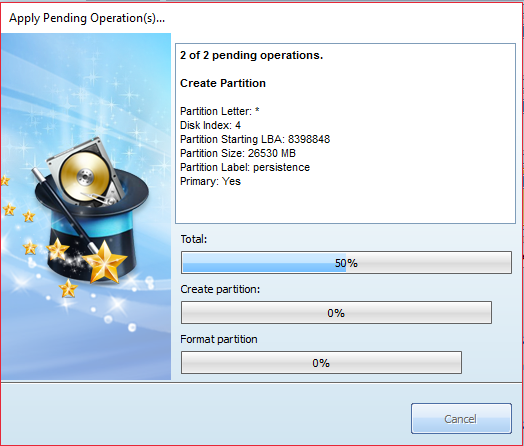 Apply Pending Operation(s)...
2 of 2 pending operations.
Create Partition
Partition Letter: *
Disk Index: 4
Partition Starting LBA: 8398848
Partition Size: 26530 MB
Partition Label: persistence
Primary: Yes
Total:
50%
Create partition:
0%
Format partition
0%
Cancel